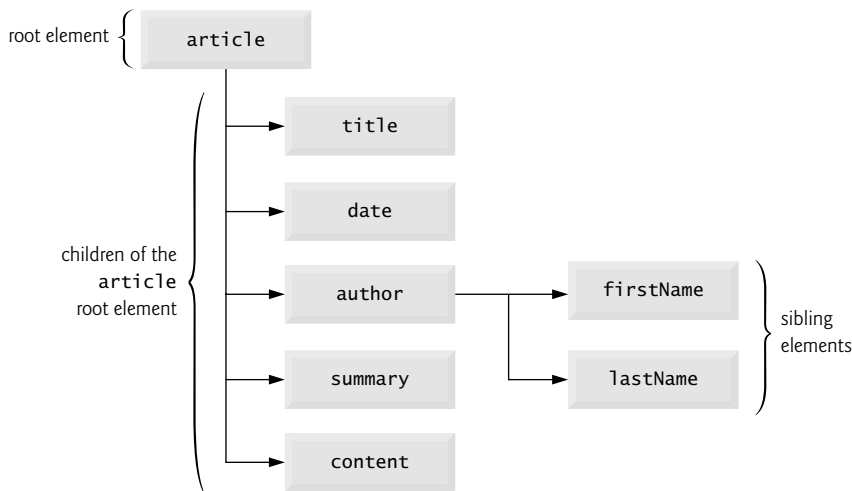 root element
article
title
date
children of the
article
root element
author
firstName
sibling
elements
summary
lastName
content